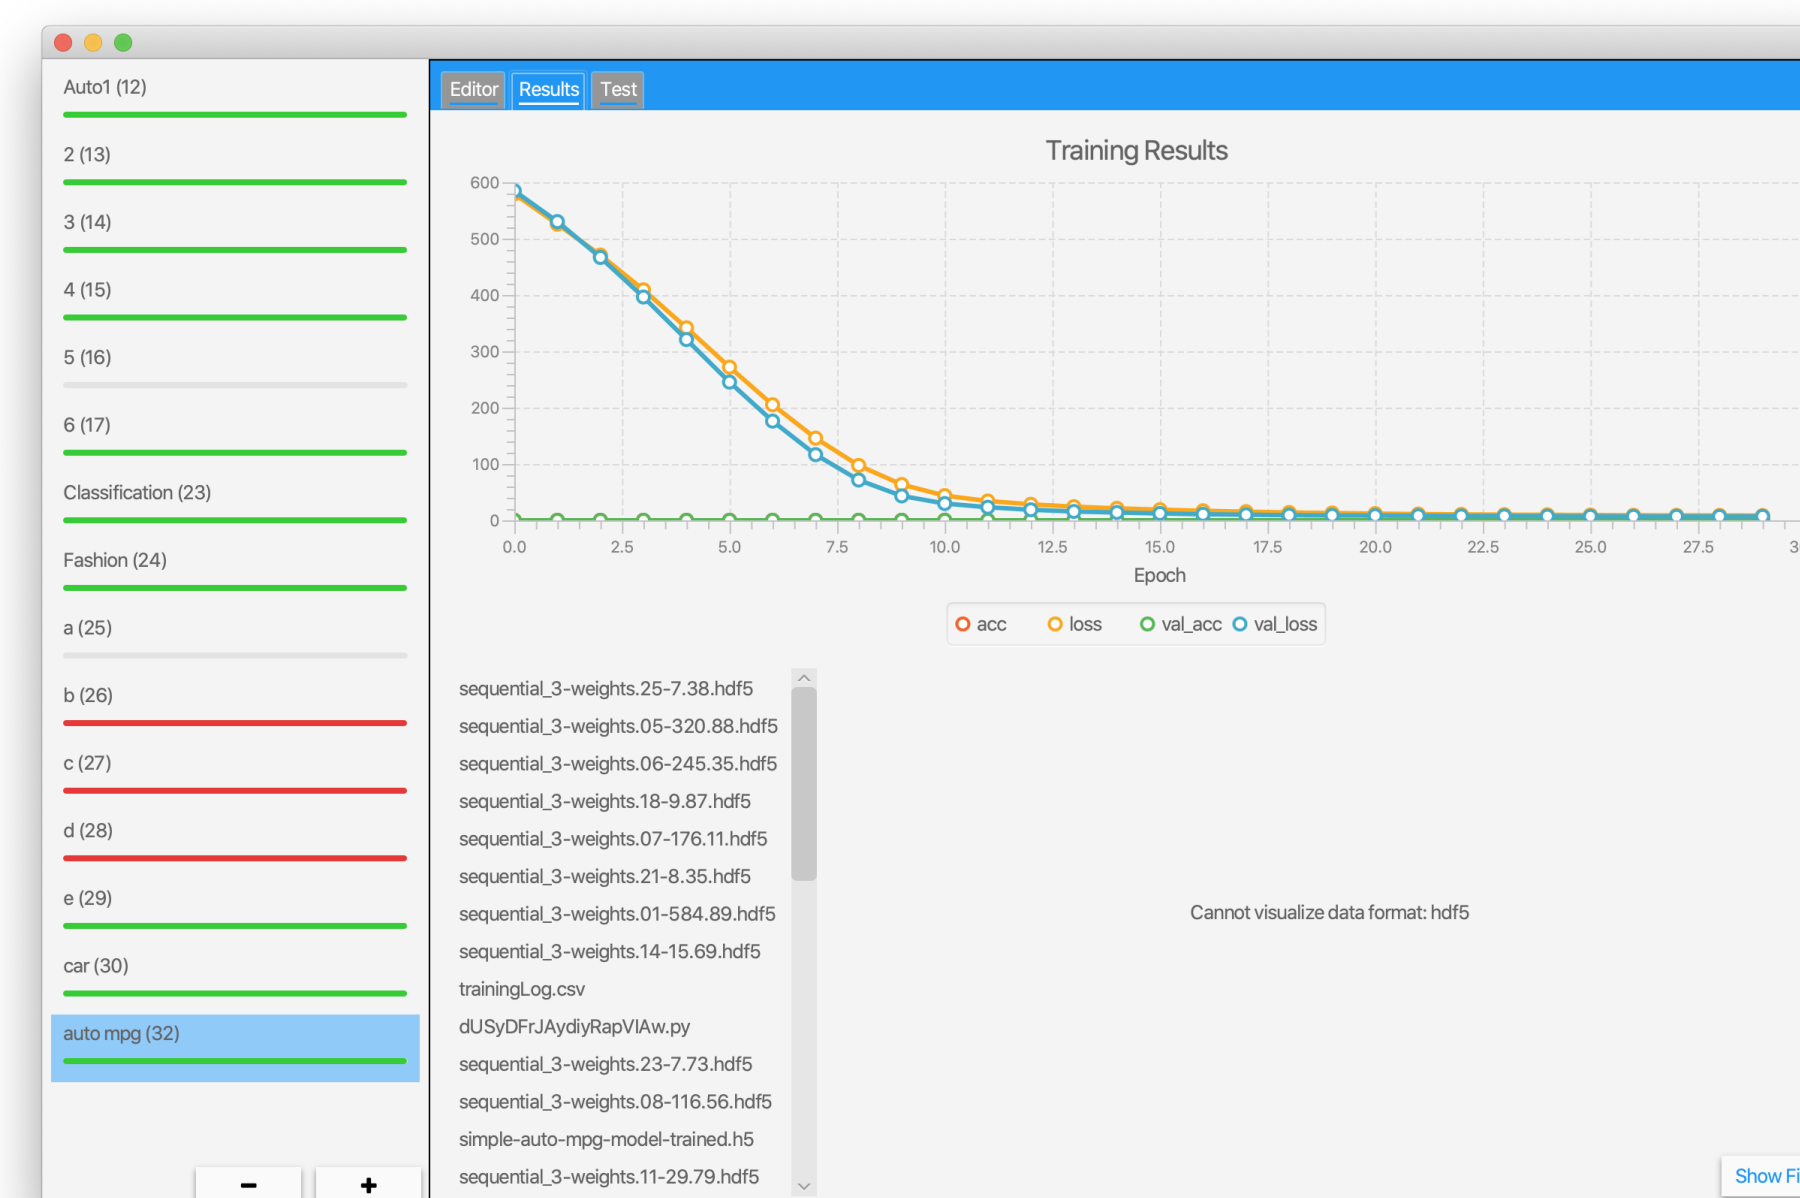 Auto1 (12)
2 (13)
3 (14)
4 (15)
5 (16)
6 (17)
Classification (23)
Fashion (24)
a (25)
b (26)
c (27)
d (28)
e (29)
car (30)
auto mpg (32)
− +
Editor Results Test
Training Results
600
500
400
300
200
100
0
0.0 2.5 5.0 7.5 10.0 12.5 15.0 17.5 20.0 22.5 25.0 27.5
Epoch
acc loss val_acc val_loss
sequential_3-weights.25-7.38.hdf5
sequential_3-weights.05-320.88.hdf5
sequential_3-weights.06-245.35.hdf5
sequential_3-weights.18-9.87.hdf5
sequential_3-weights.07-176.11.hdf5
sequential_3-weights.21-8.35.hdf5
sequential_3-weights.01-584.89.hdf5
sequential_3-weights.14-15.69.hdf5
trainingLog.csv
sequential_3-weights.23-7.73.hdf5
sequential_3-weights.08-116.56.hdf5
simple-auto-mpg-model-trained.h5
sequential_3-weights.11-29.79.hdf5
Cannot visualize data format: hdf5
Show Fi